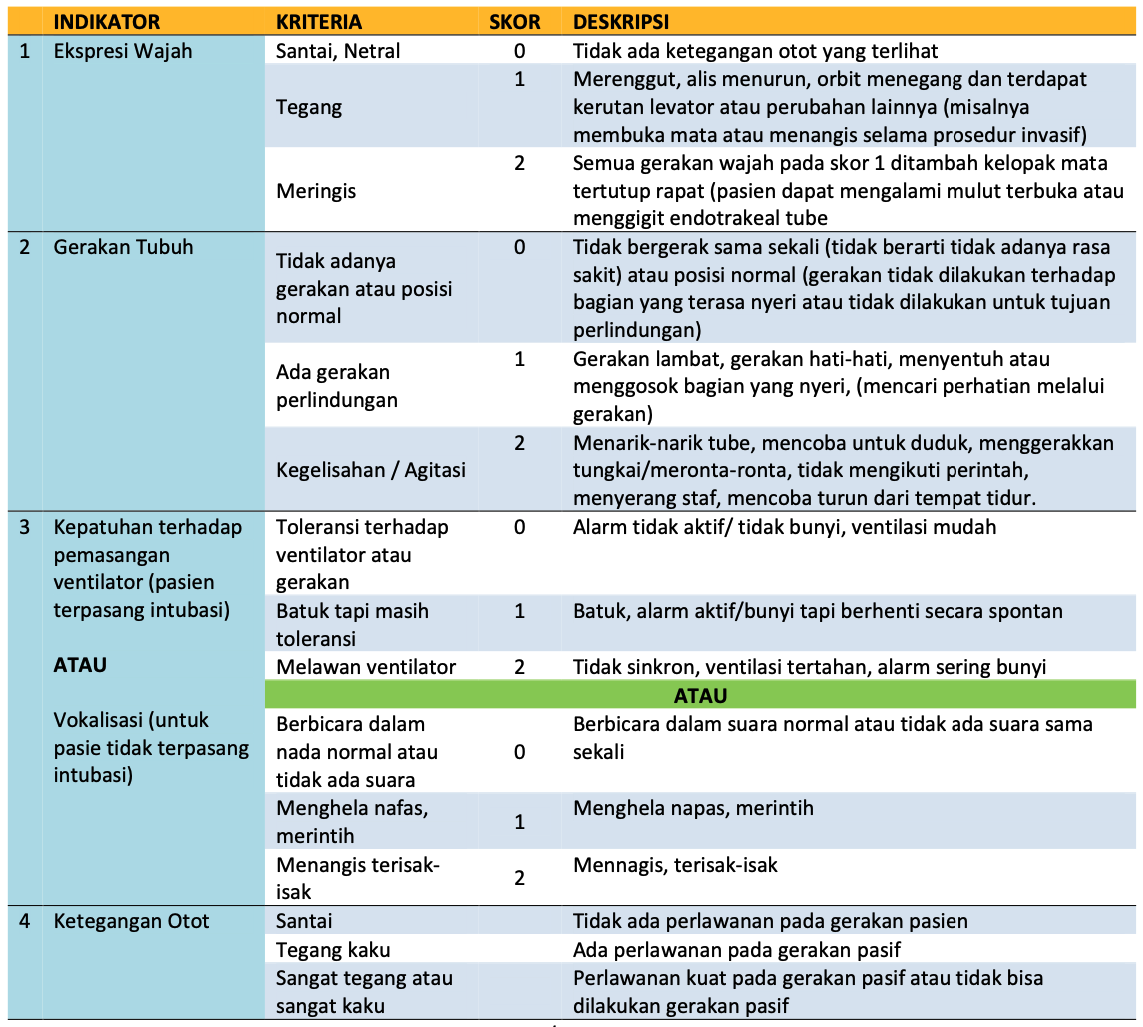 INDIKATOR KRITERIA SKOR DESKRIPSI
1 Ekspresi Wajah Santai, Netral 0 Tidak ada ketegangan otot yang terlihat
Tegang 1 Merenggut, alis menurun, orbit menegang dan terdapat
kerutan levator atau perubahan lainnya (misalnya
membuka mata atau menangis selama prosedur invasif)
Meringis 2 Semua gerakan wajah pada skor 1 ditambah kelopak mata
tertutup rapat (pasien dapat mengalami mulut terbuka atau
menggigit endotrakeal tube
2 Gerakan Tubuh
Tidak adanya
gerakan atau posisi
normal
0
Tidak bergerak sama sekali (tidak berarti tidak adanya rasa
sakit) atau posisi normal (gerakan tidak dilakukan terhadap
bagian yang terasa nyeri atau tidak dilakukan untuk tujuan
perlindungan)
Ada gerakan
perlindungan
1
Gerakan lambat, gerakan hati-hati, menyentuh atau
menggosok bagian yang nyeri, (mencari perhatian melalui
gerakan)
Kegelisahan / Agitasi
2
Menarik-narik tube, mencoba untuk duduk, menggerakkan
tungkai/meronta-ronta, tidak mengikuti perintah,
menyerang staf, mencoba turun dari tempat tidur.
3 Kepatuhan terhadap
pemasangan
ventilator (pasien
terpasang intubasi)
ATAU
Vokalisasi (untuk
pasie tidak terpasang
intubasi)
Toleransi terhadap
ventilator atau
gerakan
0
Alarm tidak aktif/ tidak bunyi, ventilasi mudah
Batuk tapi masih
toleransi
1
Batuk, alarm aktif/bunyi tapi berhenti secara spontan
Melawan ventilator 2 Tidak sinkron, ventilasi tertahan, alarm sering bunyi
ATAU
Berbicara dalam
nada normal atau
tidak ada suara
0
Berbicara dalam suara normal atau tidak ada suara sama
sekali
Menghela nafas,
merintih
1
Menghela napas, merintih
Menangis terisak-
isak
2
Mennagis, terisak-isak
4 Ketegangan Otot Santai Tidak ada perlawanan pada gerakan pasien
Tegang kaku Ada perlawanan pada gerakan pasif
Sangat tegang atau
sangat kaku
Perlawanan kuat pada gerakan pasif atau tidak bisa
dilakukan gerakan pasif